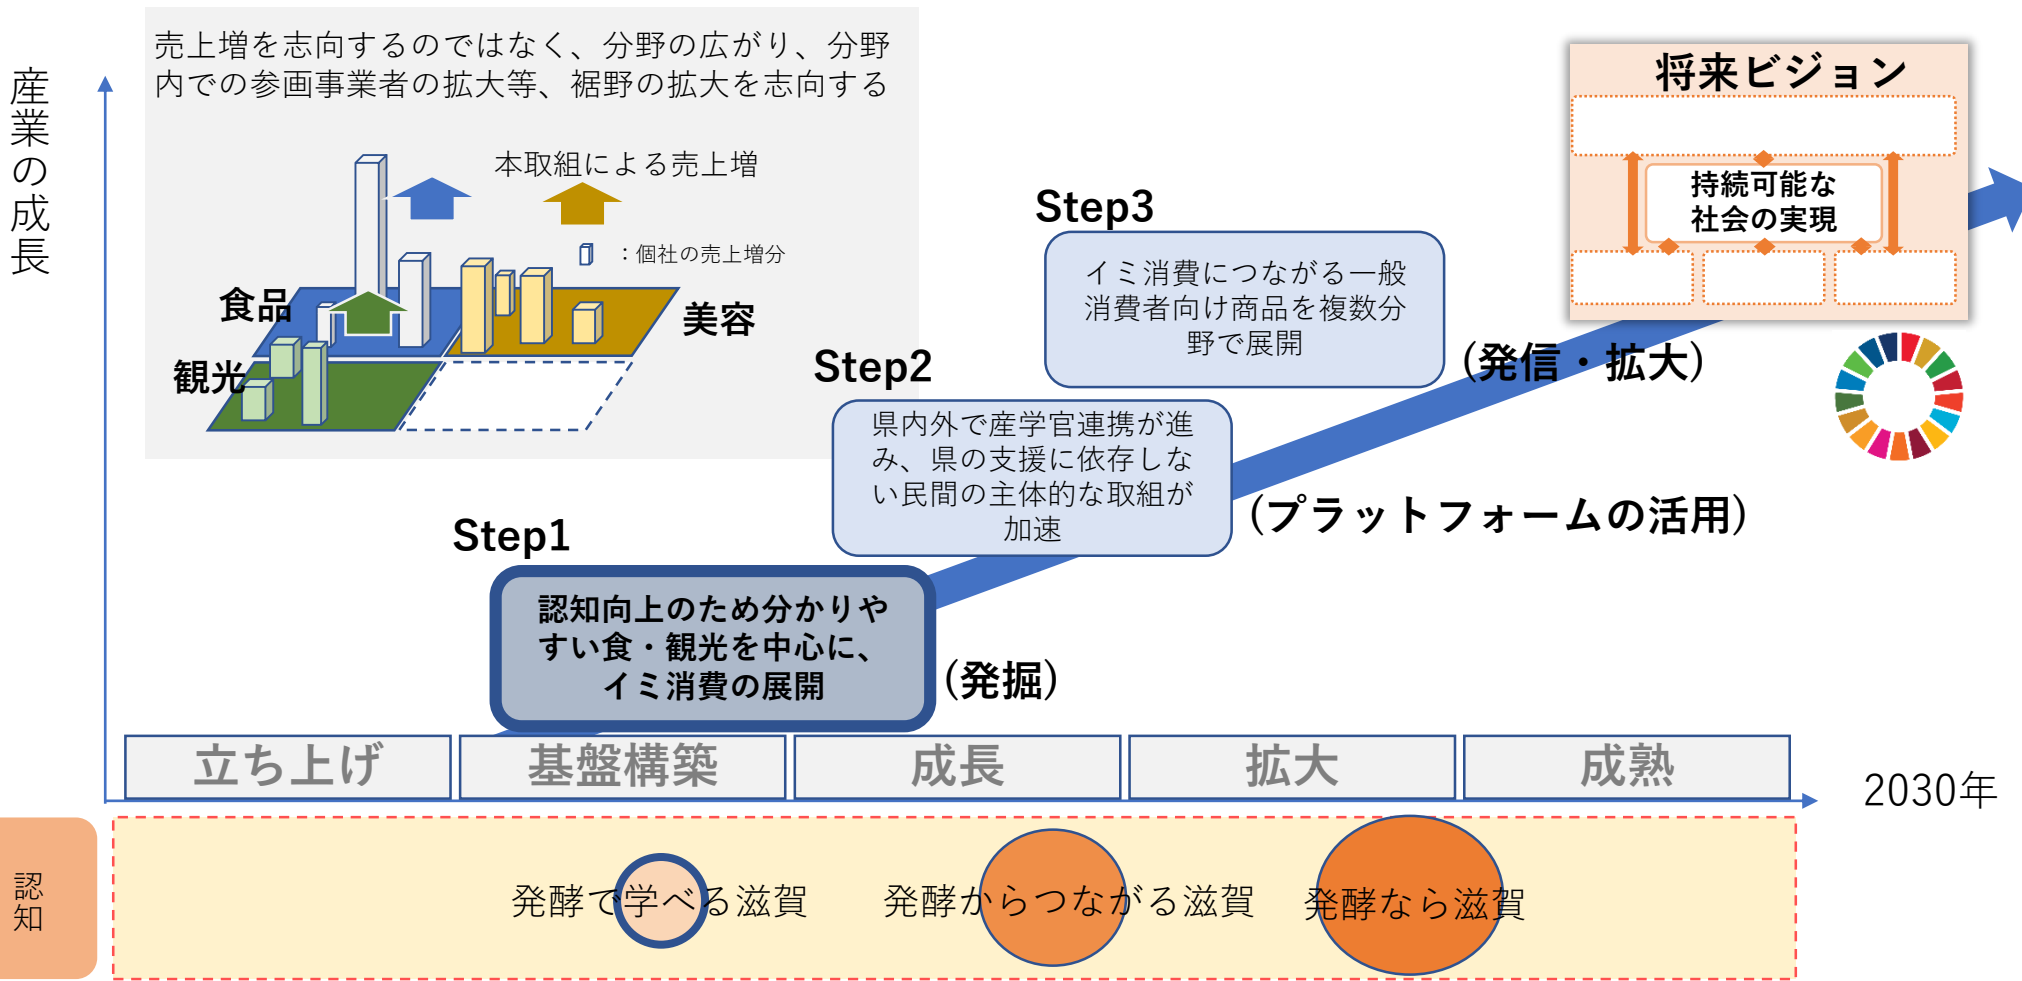 産業の成長
売上増を志向するのではなく、分野の広がり、分野
内での参画事業者の拡大等、裾野の拡大を志向する
本取組による売上増
：個社の売上増分
食品
美容
観光
将来ビジョン
持続可能な
社会の実現
Step3
イミ消費につながる一般
消費者向け商品を複数分
野で展開
(発信・拡大)
Step2
県内外で産学官連携が進
み、県の支援に依存しな
い民間の主体的な取組が
加速
(プラットフォームの活用)
Step1
認知向上のため分かりや
すい食・観光を中心に、
イミ消費の展開
(発掘)
立ち上げ
基盤構築
成長
拡大
成熟
2030年
認知
発酵で学べる滋賀
発酵からつながる滋賀
発酵なら滋賀